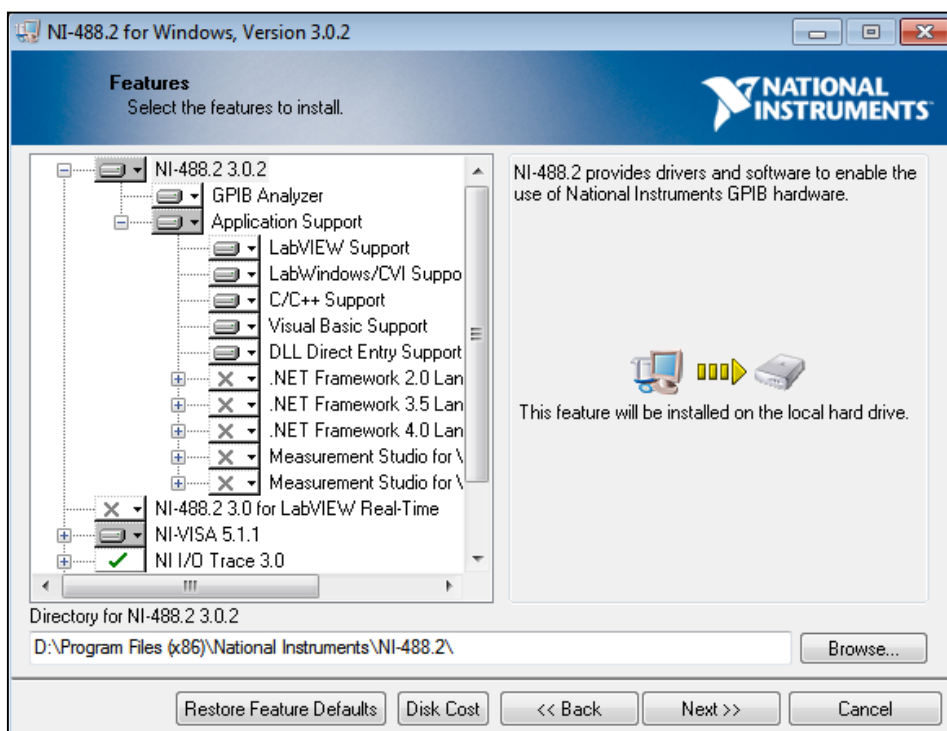 NI-488.2 for Windows, Version 3.0.2
Features
Select the features to install.
NATIONAL
INSTRUMENTS
NI-488.2 3.0.2
GPIB Analyzer
Application Support
LabVIEW Support
LabWindows/CVI Suppo
C/C++ Support
Visual Basic Support
DLL Direct Entry Support
.NET Framework 2.0 Lan
.NET Framework 3.5 Lan
.NET Framework 4.0 Lan
Measurement Studio for \
Measurement Studio for \
NI-488.2 3.0 for LabVIEW Real-Time
NI-VISA 5.1.1
NI I/O Trace 3.0
NI-488.2 provides drivers and software to enable the
use of National Instruments GPIB hardware.
This feature will be installed on the local hard drive.
Directory for NI-488.2 3.0.2
D:\Program Files (x86)\National Instruments\NI-488.2\
Browse...
Restore Feature Defaults
Disk Cost
<< Back
Next >>
Cancel